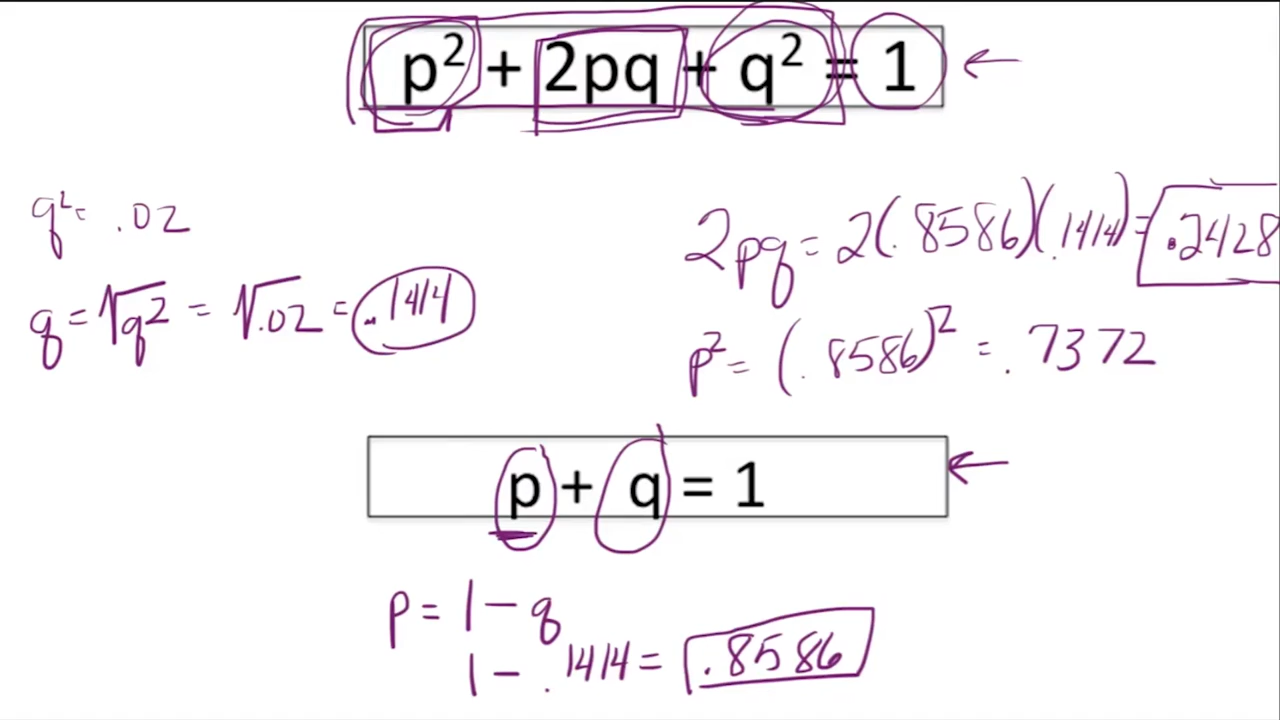 p² + 2pq + q² = 1 ←
q² = .02
q = √q² = √.02 = .1414
2pq = 2(.8586)(.1414) = .2428
p² = (.8586)² = .7372
p + q = 1 ←
p = 1 - q
1 - .1414 = .8586